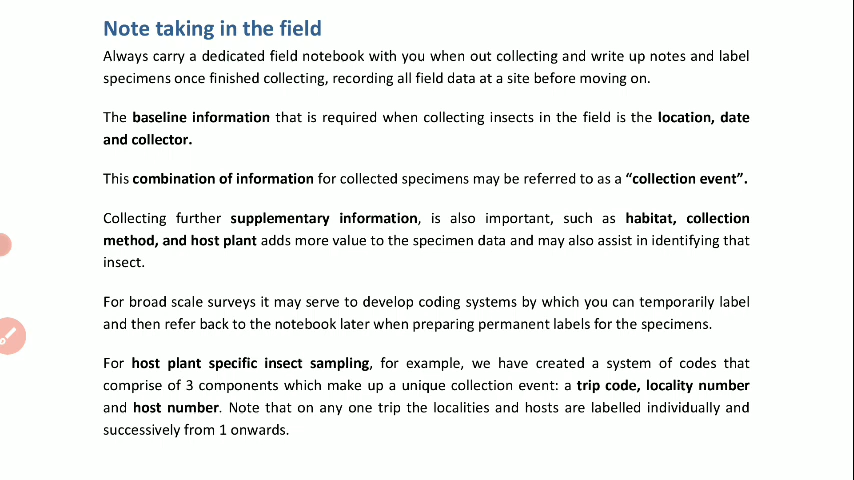 Note taking in the field
Always carry a dedicated field notebook with you when out collecting and write up notes and label
specimens once finished collecting, recording all field data at a site before moving on.
The baseline information that is required when collecting insects in the field is the location, date
and collector.
This combination of information for collected specimens may be referred to as a “collection event”.
Collecting further supplementary information, is also important, such as habitat, collection
method, and host plant adds more value to the specimen data and may also assist in identifying that
insect.
For broad scale surveys it may serve to develop coding systems by which you can temporarily label
and then refer back to the notebook later when preparing permanent labels for the specimens.
For host plant specific insect sampling, for example, we have created a system of codes that
comprise of 3 components which make up a unique collection event: a trip code, locality number
and host number. Note that on any one trip the localities and hosts are labelled individually and
successively from 1 onwards.